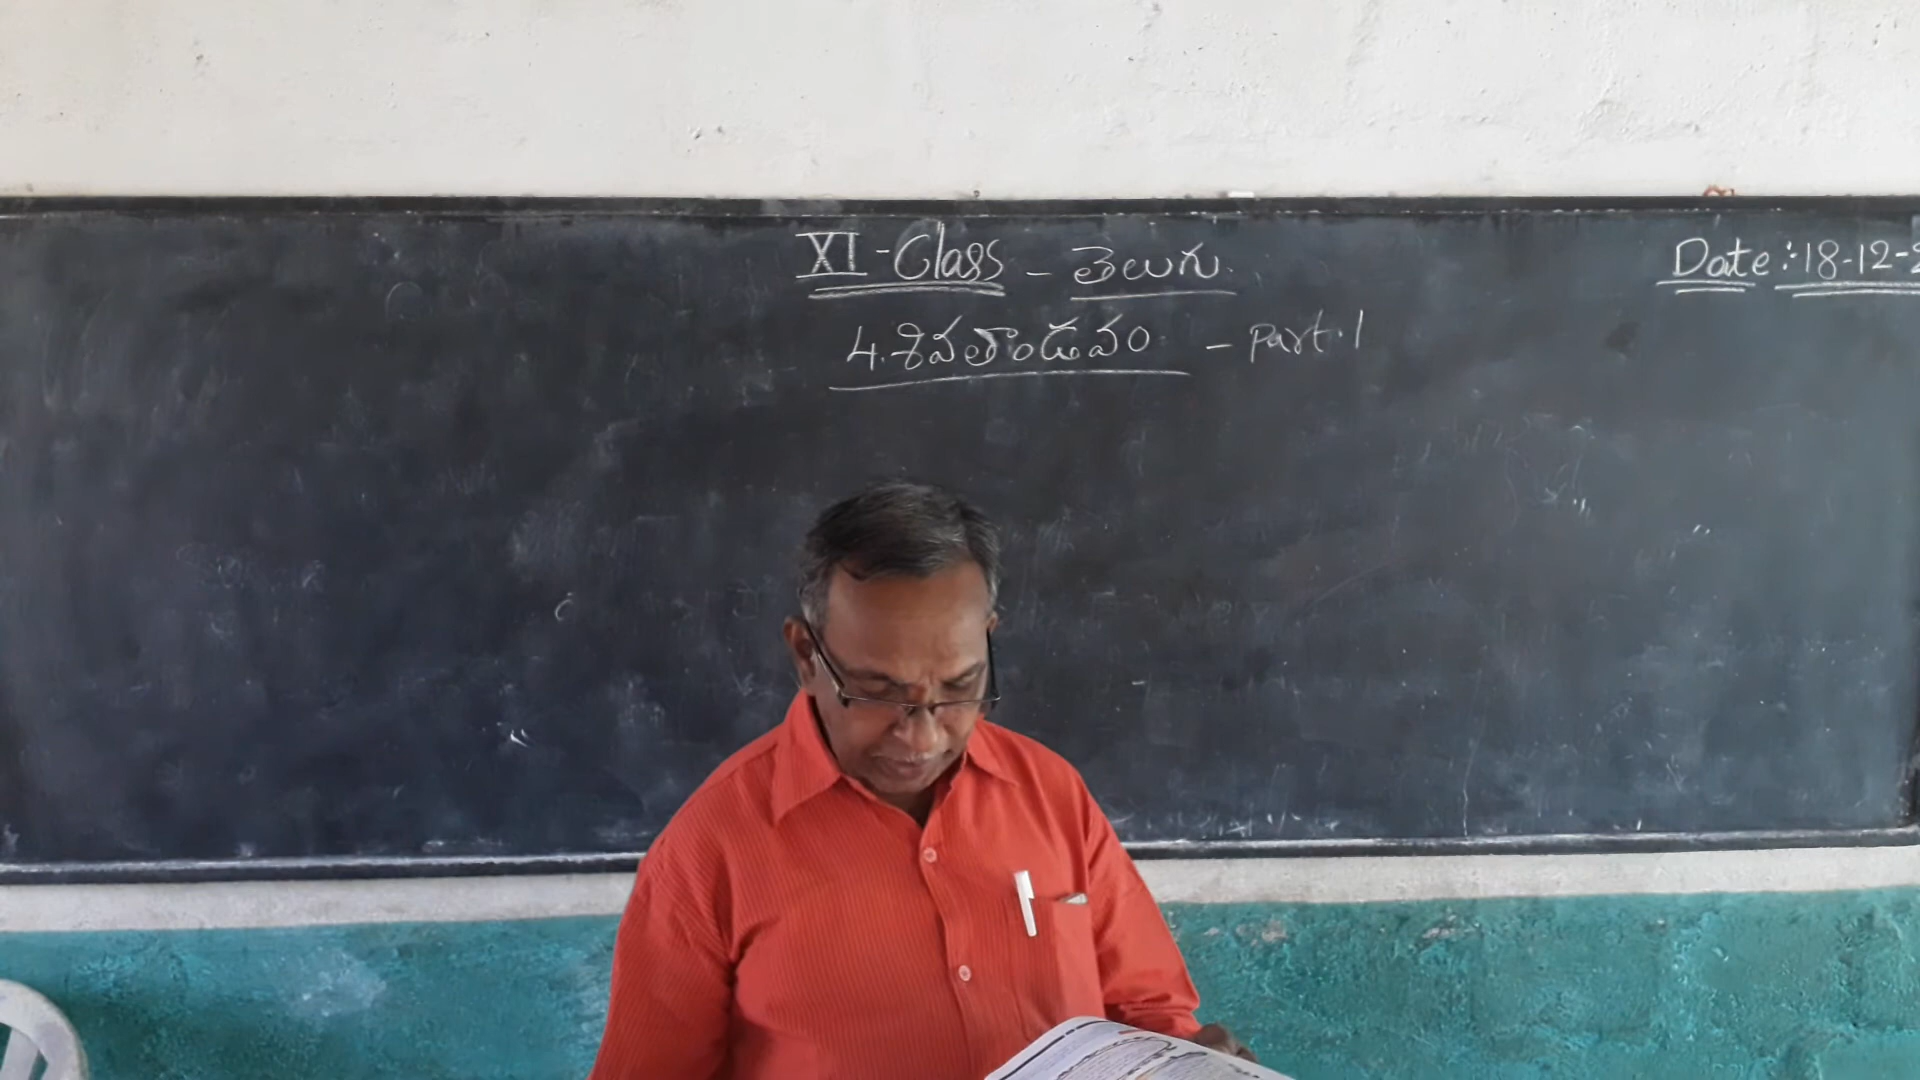 XI-Class - తెలుగు
Date:-18-12-
4. శివతాండవం - Part.1